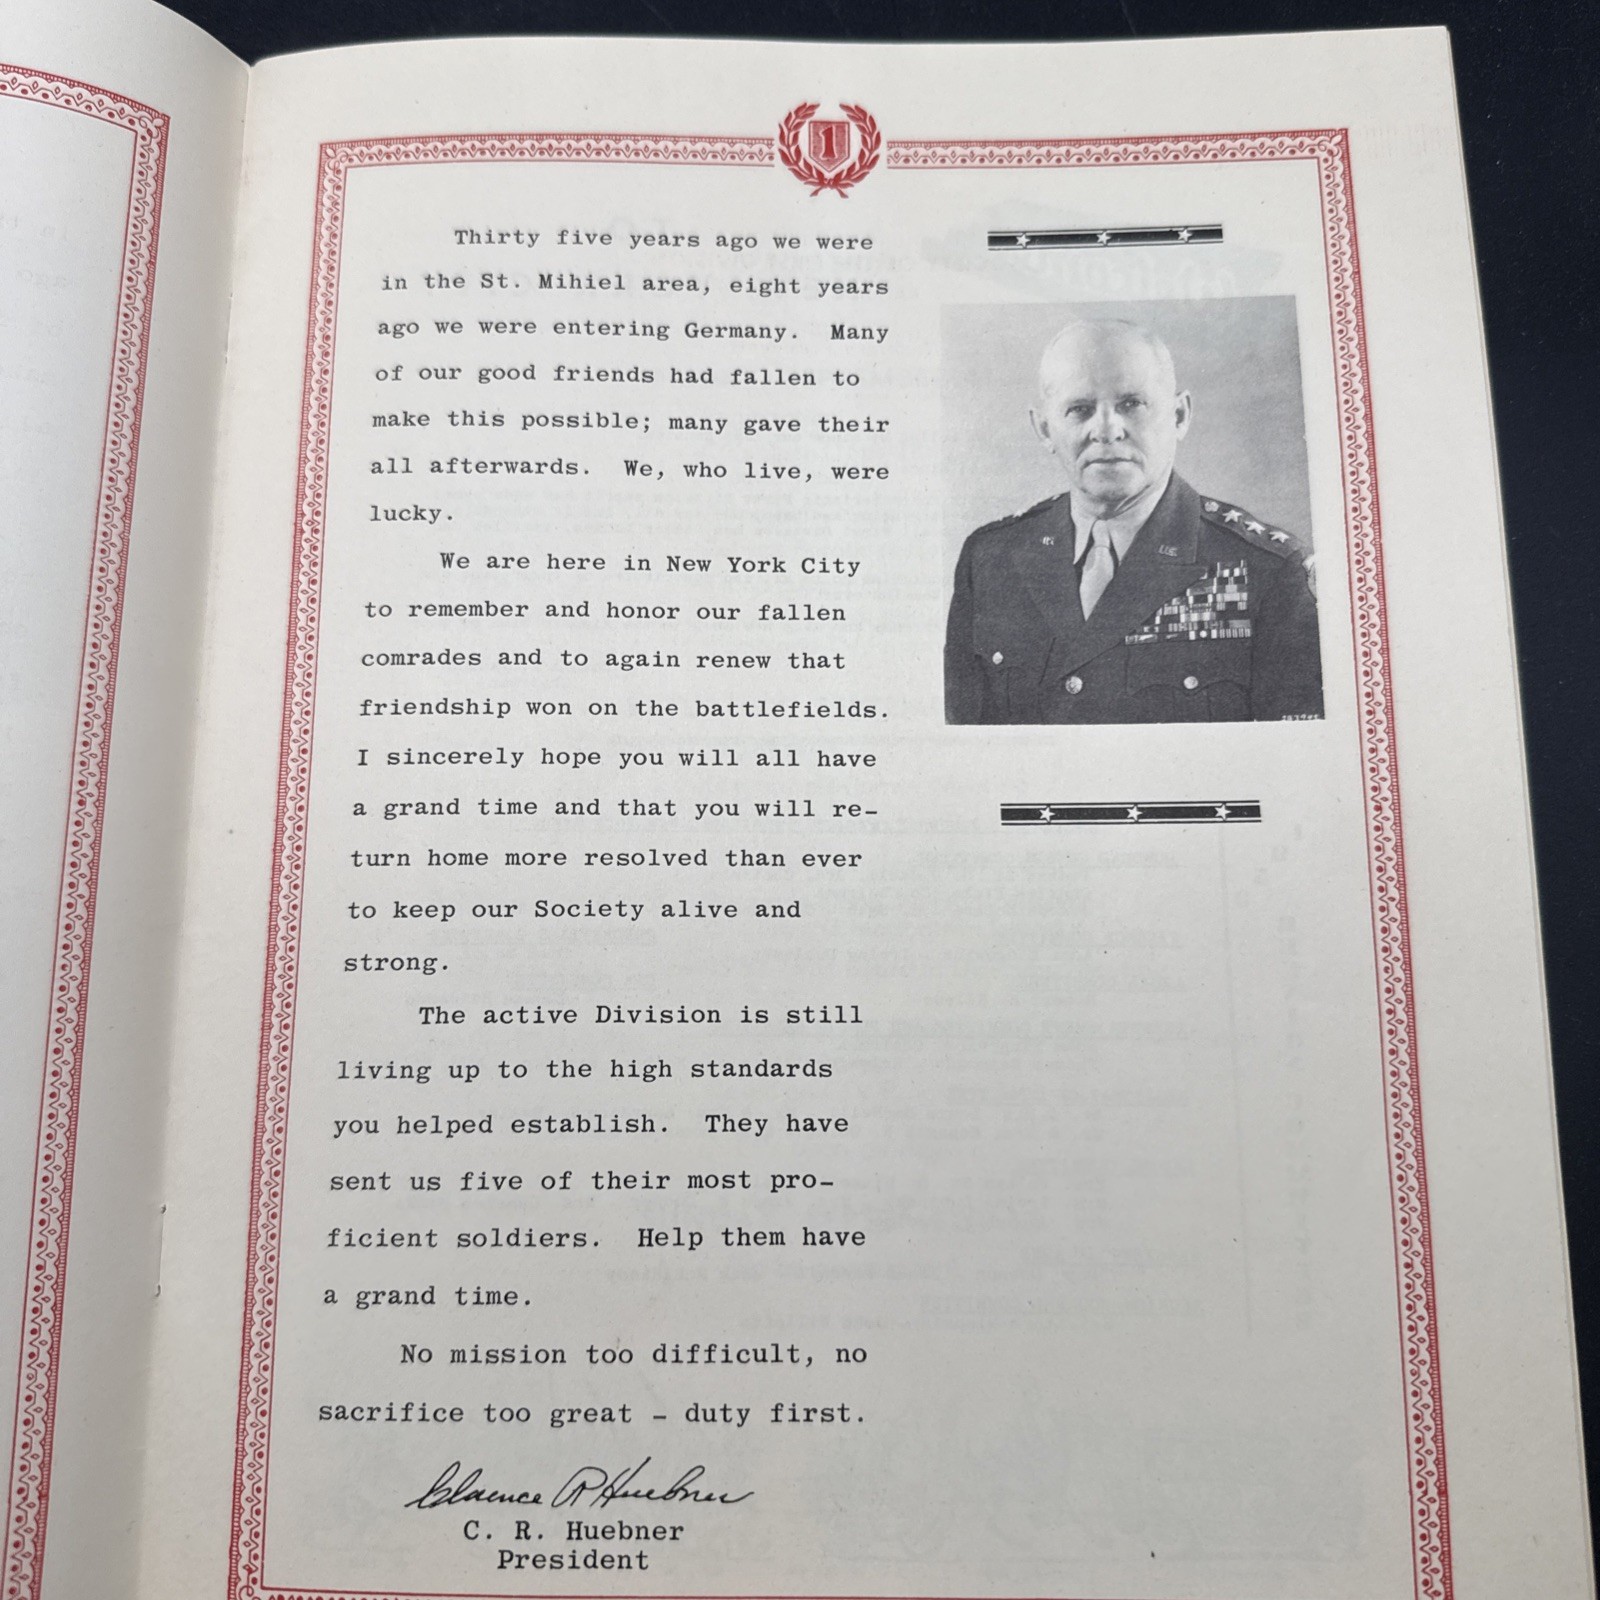 1
Thirty five years ago we were
in the St. Mihiel area, eight years
ago we were entering Germany. Many
of our good friends had fallen to
make this possible; many gave their
all afterwards. We, who live, were
lucky.
We are here in New York City
to remember and honor our fallen
comrades and to again renew that
friendship won on the battlefields.
I sincerely hope you will all have
a grand time and that you will re-
turn home more resolved than ever
to keep our Society alive and
strong.
The active Division is still
living up to the high standards
you helped establish. They have
sent us five of their most pro-
ficient soldiers. Help them have
a grand time.
No mission too difficult, no
sacrifice too great - duty first.
Clarence R Huebner
C. R. Huebner
President